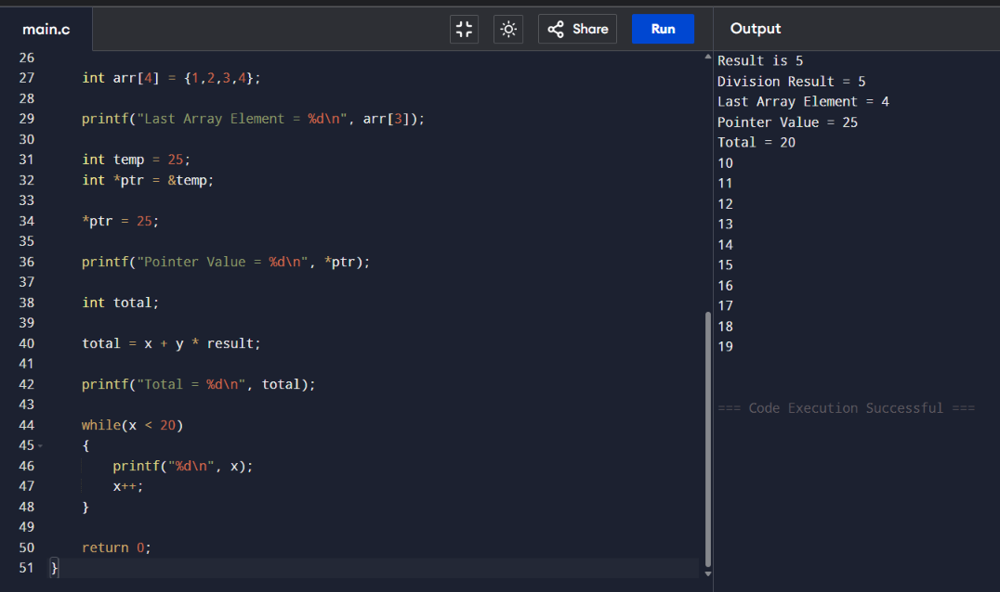 main.c
Share
Run
Output
26
27 int arr[4] = {1,2,3,4};
28
29 printf("Last Array Element = %d\n", arr[3]);
30
31 int temp = 25;
32 int *ptr = &temp;
33
34 *ptr = 25;
35
36 printf("Pointer Value = %d\n", *ptr);
37
38 int total;
39
40 total = x + y * result;
41
42 printf("Total = %d\n", total);
43
44 while(x < 20)
45 {
46 printf("%d\n", x);
47 x++;
48 }
49
50 return 0;
51 }
Result is 5
Division Result = 5
Last Array Element = 4
Pointer Value = 25
Total = 20
10
11
12
13
14
15
16
17
18
19
=== Code Execution Successful ===